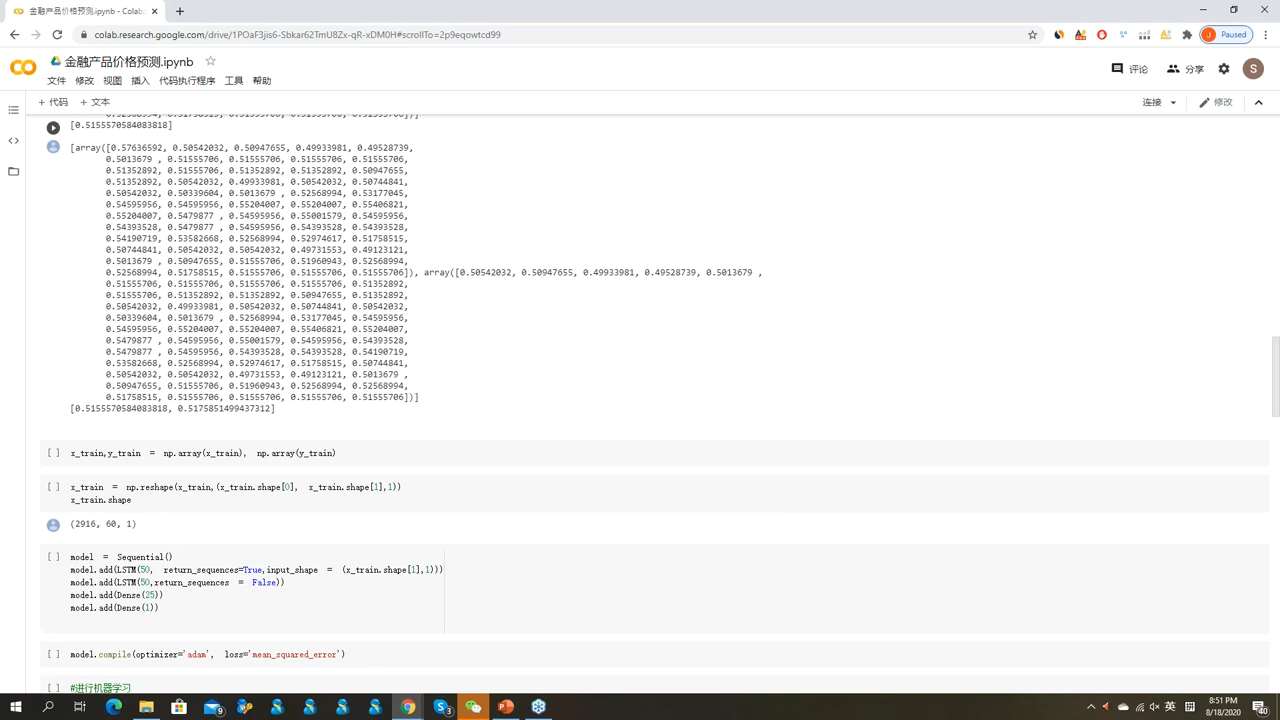 金融产品价格预测.ipynb - Colab
colab.research.google.com/drive/1POaF3jis6-Sbkar62TmU8Zx-qR-xDM0H#scrollTo=2p9eqowtcd99
J Paused
金融产品价格预测.ipynb
文件 修改 视图 插入 代码执行程序 工具 帮助
评论 分享 S
+ 代码 + 文本
连接 修改
[0.5155570584083818]
[array([0.57636592, 0.50542032, 0.50947655, 0.49933981, 0.49528739,
0.5013679 , 0.51555706, 0.51555706, 0.51555706, 0.51555706,
0.51352892, 0.51555706, 0.51352892, 0.51352892, 0.50947655,
0.51352892, 0.50542032, 0.49933981, 0.50542032, 0.50744841,
0.50542032, 0.50339604, 0.5013679 , 0.52568994, 0.53177045,
0.54595956, 0.54595956, 0.55204007, 0.55204007, 0.55406821,
0.55204007, 0.5479877 , 0.54595956, 0.55001579, 0.54595956,
0.54393528, 0.5479877 , 0.54595956, 0.54393528, 0.54393528,
0.54190719, 0.53582668, 0.52568994, 0.52974617, 0.51758515,
0.50744841, 0.50542032, 0.50542032, 0.49731553, 0.49123121,
0.5013679 , 0.50947655, 0.51555706, 0.51960943, 0.52568994,
0.52568994, 0.51758515, 0.51555706, 0.51555706, 0.51555706]), array([0.50542032, 0.50947655, 0.49933981, 0.49528739, 0.5013679 ,
0.51555706, 0.51555706, 0.51555706, 0.51555706, 0.51352892,
0.51555706, 0.51352892, 0.51352892, 0.50947655, 0.51352892,
0.50542032, 0.49933981, 0.50542032, 0.50744841, 0.50542032,
0.50339604, 0.5013679 , 0.52568994, 0.53177045, 0.54595956,
0.54595956, 0.55204007, 0.55204007, 0.55406821, 0.55204007,
0.5479877 , 0.54595956, 0.55001579, 0.54595956, 0.54393528,
0.5479877 , 0.54595956, 0.54393528, 0.54393528, 0.54190719,
0.53582668, 0.52568994, 0.52974617, 0.51758515, 0.50744841,
0.50542032, 0.50542032, 0.49731553, 0.49123121, 0.5013679 ,
0.50947655, 0.51555706, 0.51960943, 0.52568994, 0.52568994,
0.51758515, 0.51555706, 0.51555706, 0.51555706, 0.51555706])]
[0.5155570584083818, 0.5175851499437312]
[ ] x_train,y_train = np.array(x_train), np.array(y_train)
[ ] x_train = np.reshape(x_train,(x_train.shape[0], x_train.shape[1],1))
x_train.shape
(2916, 60, 1)
[ ] model = Sequential()
model.add(LSTM(50, return_sequences=True,input_shape = (x_train.shape[1],1)))
model.add(LSTM(50,return_sequences = False))
model.add(Dense(25))
model.add(Dense(1))
[ ] model.compile(optimizer='adam', loss='mean_squared_error')
[ ] #进行机器学习
英
8:51 PM
8/18/2020